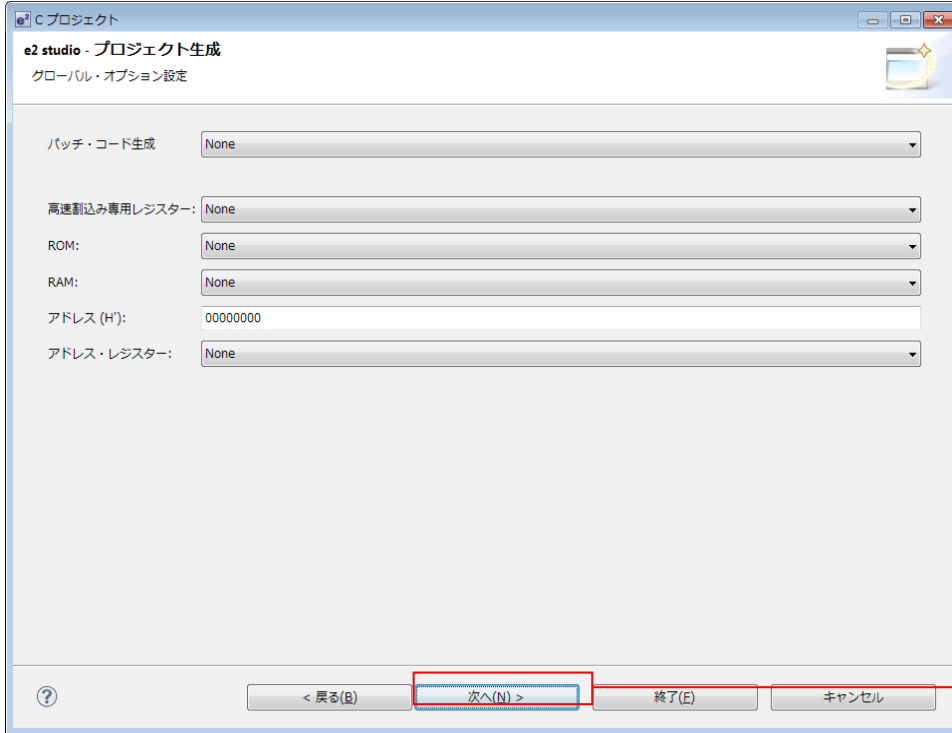 e² C プロジェクト
e2 studio - プロジェクト生成
グローバル・オプション設定
パッチ・コード生成 None
高速割込み専用レジスター: None
ROM: None
RAM: None
アドレス (H'): 00000000
アドレス・レジスター: None
? < 戻る(B) 次へ(N) > 終了(F) キャンセル